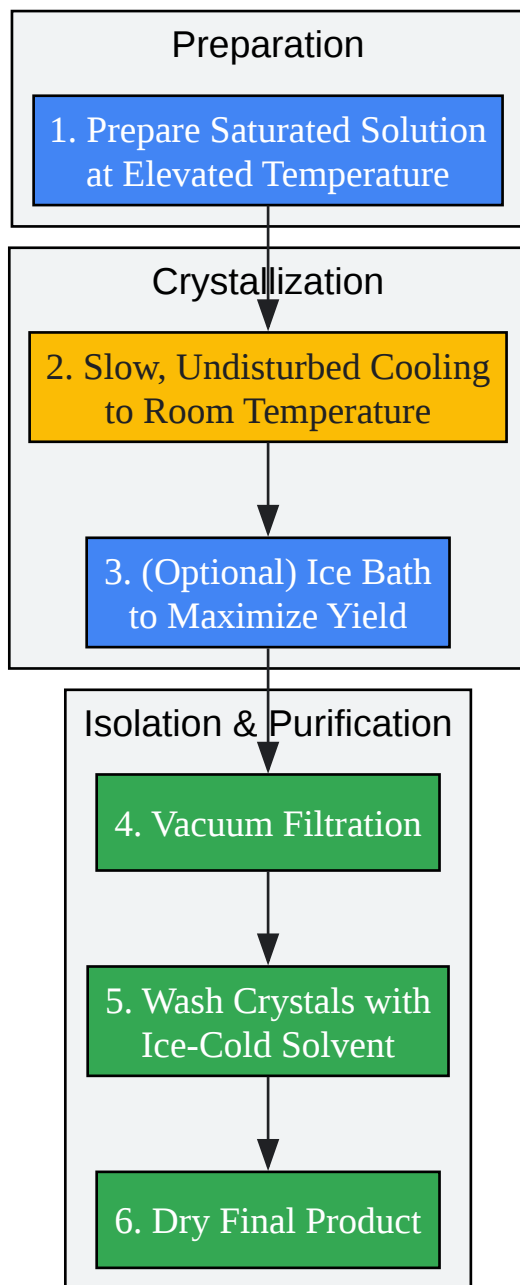 Preparation
1. Prepare Saturated Solution
at Elevated Temperature
Crystallization
2. Slow, Undisturbed Cooling
to Room Temperature
3. (Optional) Ice Bath
to Maximize Yield
Isolation & Purification
4. Vacuum Filtration
5. Wash Crystals with
Ice-Cold Solvent
6. Dry Final Product